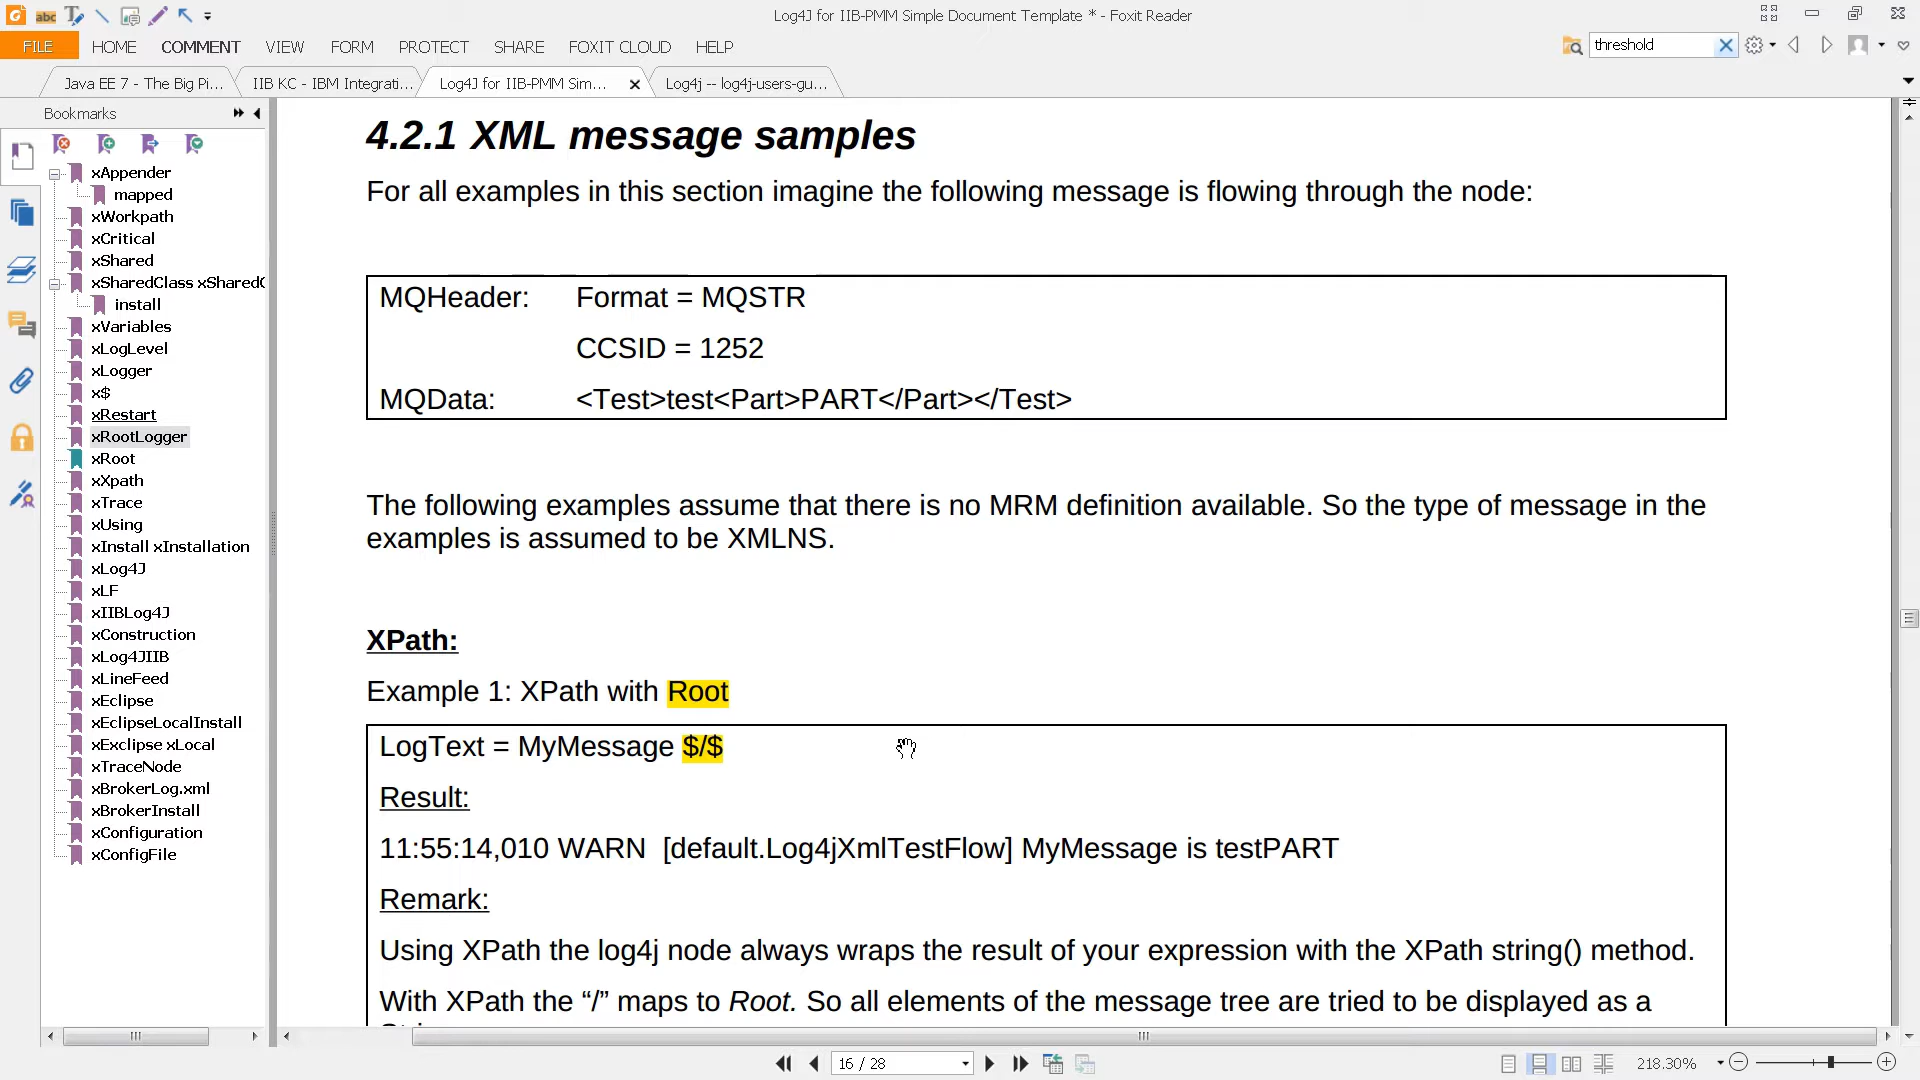 Log4J for IIB-PMM Simple Document Template * - Foxit Reader
FILE HOME COMMENT VIEW FORM PROTECT SHARE FOXIT CLOUD HELP
threshold
Java EE 7 - The Big Pi... IIB KC - IBM Integrati... Log4J for IIB-PMM Sim... Log4j -- log4j-users-gu...
Bookmarks
xAppender
mapped
xWorkpath
xCritical
xShared
xSharedClass xSharedC
install
xVariables
xLogLevel
xLogger
x$
xRestart
xRootLogger
xRoot
xXpath
xTrace
xUsing
xInstall xInstallation
xLog4J
xLF
xIIBLog4J
xConstruction
xLog4JIIB
xLineFeed
xEclipse
xEclipseLocalInstall
xExclipse xLocal
xTraceNode
xBrokerLog.xml
xBrokerInstall
xConfiguration
xConfigFile
4.2.1 XML message samples
For all examples in this section imagine the following message is flowing through the node:
MQHeader: Format = MQSTR
CCSID = 1252
MQData: <Test>test<Part>PART</Part></Test>
The following examples assume that there is no MRM definition available. So the type of message in the
examples is assumed to be XMLNS.
XPath:
Example 1: XPath with Root
LogText = MyMessage $/$
Result:
11:55:14,010 WARN [default.Log4jXmlTestFlow] MyMessage is testPART
Remark:
Using XPath the log4j node always wraps the result of your expression with the XPath string() method.
With XPath the “/” maps to Root. So all elements of the message tree are tried to be displayed as a
16 / 28
218.30%